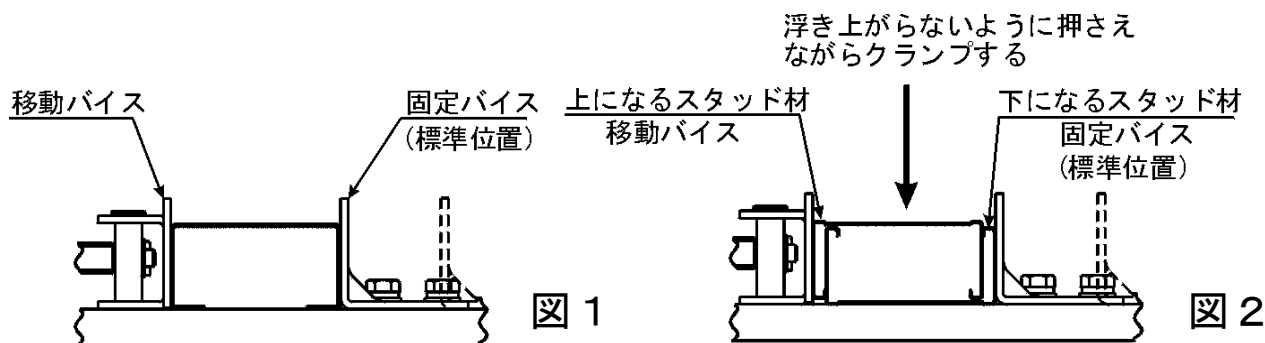 移動バイス
固定バイス
(標準位置)
図1
浮き上がらないように押さえ
ながらクランプする
上になるスタッド材
移動バイス
下になるスタッド材
固定バイス
(標準位置)
図2